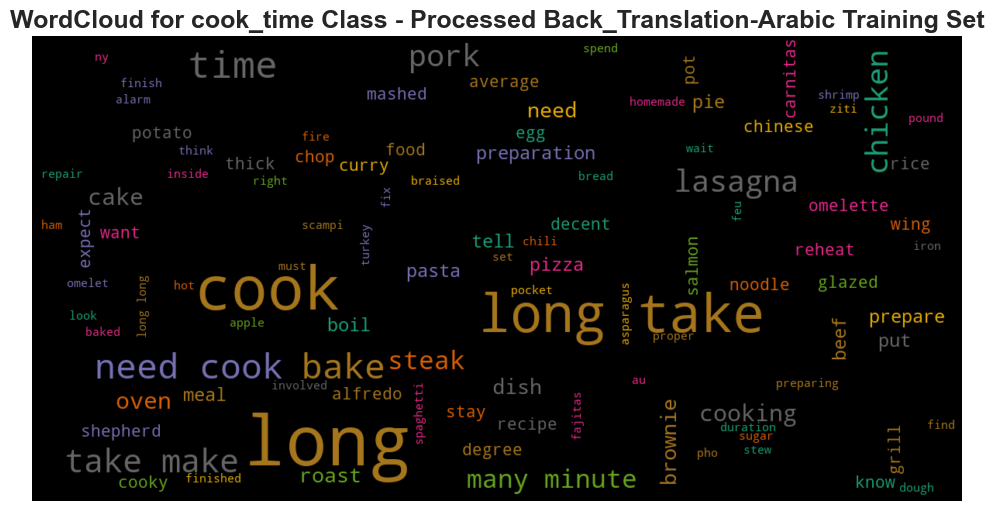 WordCloud for cook_time Class - Processed Back_Translation-Arabic Training Set
ny
time
pork
spend
carnitas
chicken
finish
alarm
mashed
average
pot
pie
homemade
shrimp
ziti
pound
need
chinese
potato
fire
egg
think
thick
chop
curry
food
preparation
wait
rice
repair
inside
right
fix
braised
bread
lasagna
cake
expect
want
ham
scampi
turkey
tell
chili
set
decent
feu
omelette
wing
iron
omelet
hot
must
cook
pasta
pizza
salmon
reheat
noodle
glazed
long long
look
baked
apple
boil
pocket
long take
asparagus
proper
beef
prepare
put
need cook
bake
steak
involved
au
preparing
oven
meal
alfredo
spaghetti
dish
stay
recipe
fajitas
brownie
cooking
duration
sugar
stew
pho
grill
find
shepherd
take make
long
degree
cooky
finished
roast
many minute
know
dough